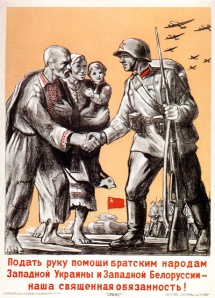 Подать руку помощи братским народам
Западной Украины и Западной Белоруссии–
наша священная обязанность!